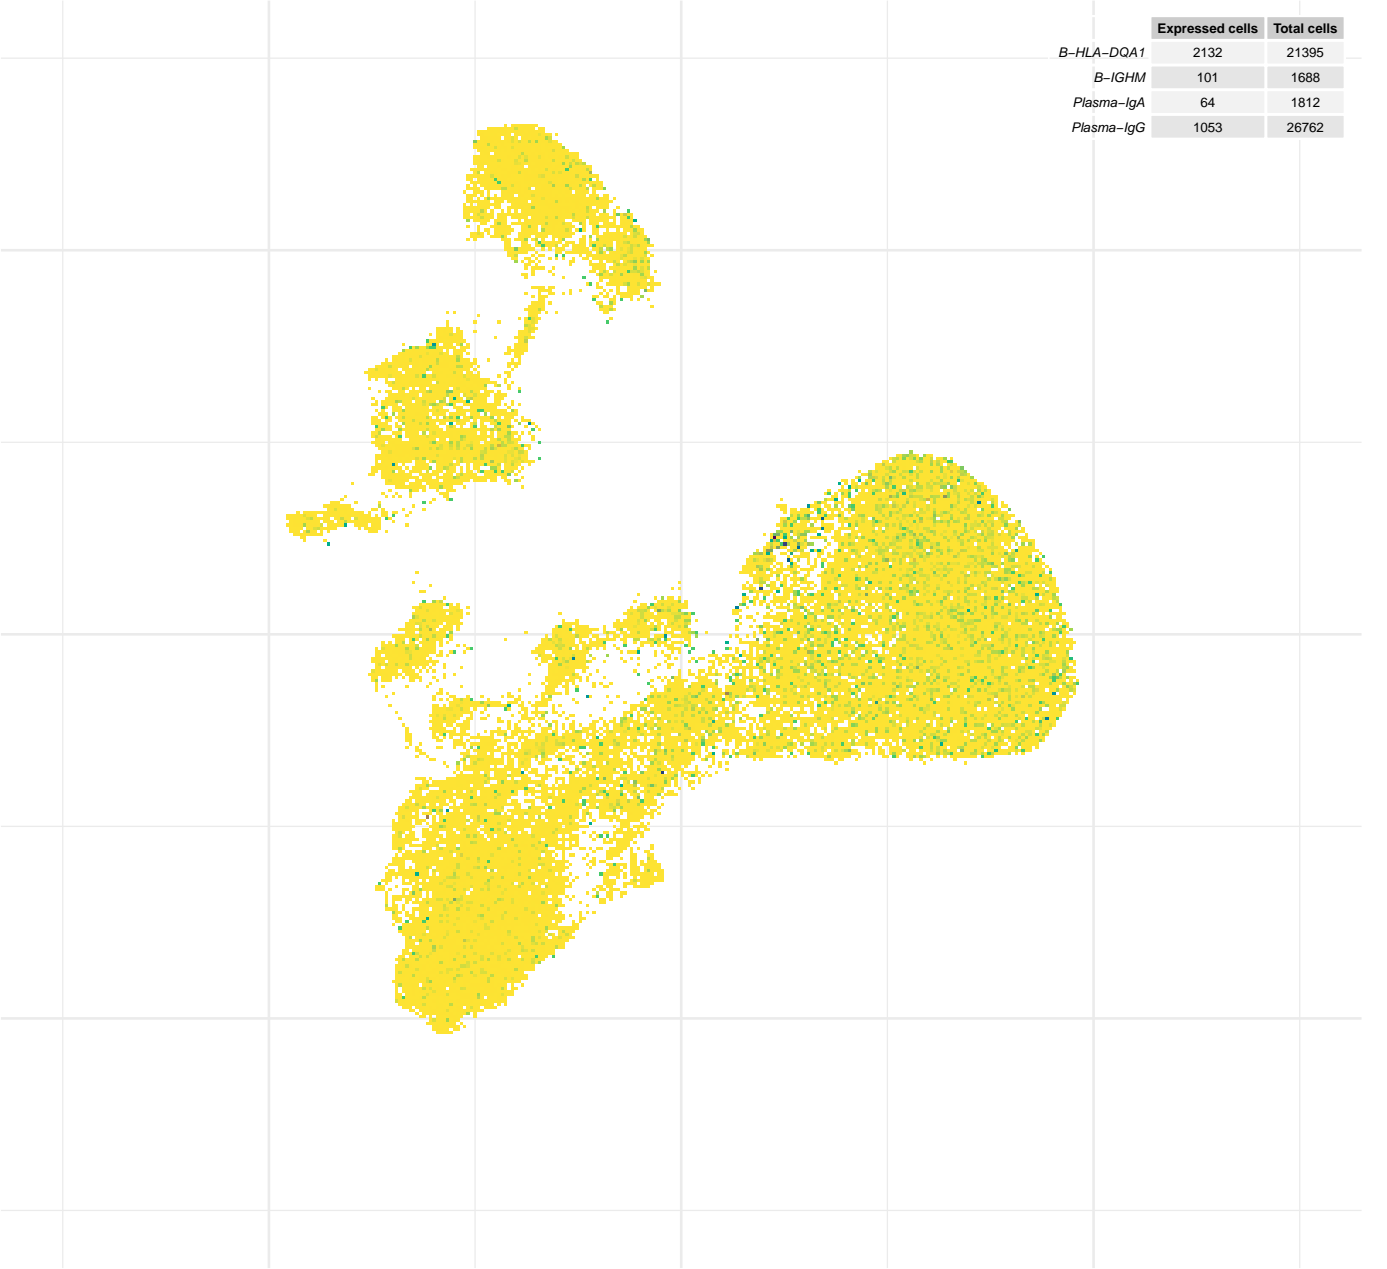 Expressed cells Total cells
B−HLA−DQA1 2132 21395
B−IGHM 101 1688
Plasma−IgA 64 1812
Plasma−IgG 1053 26762